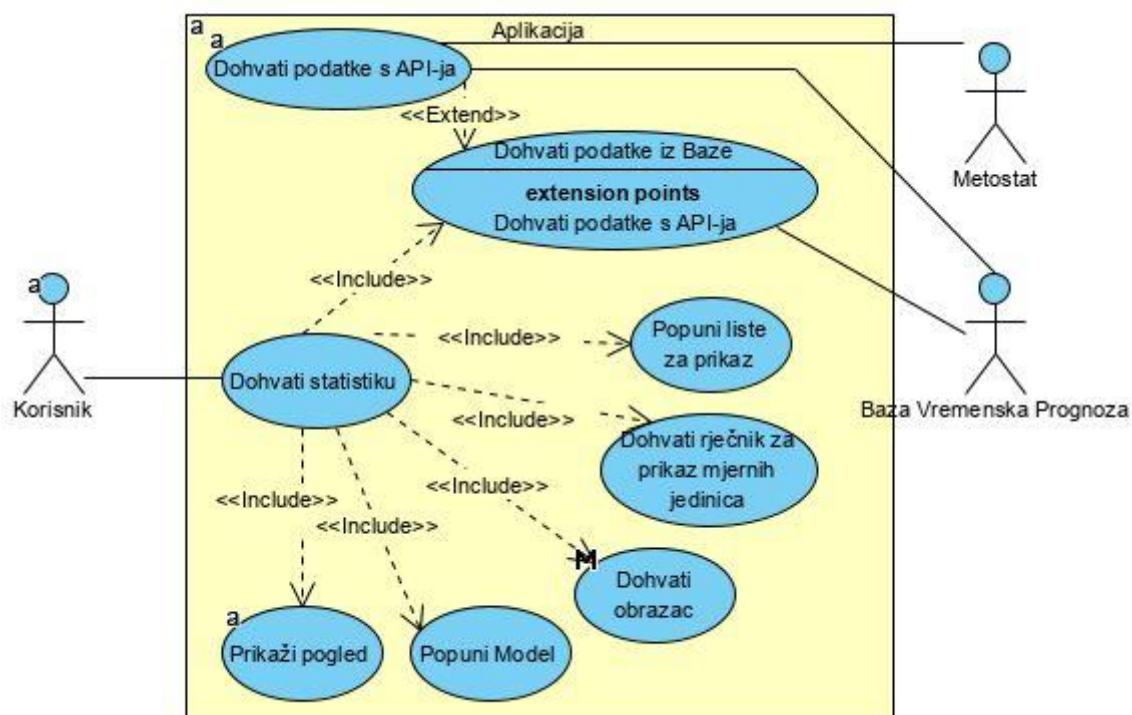 a
a
Aplikacija
Dohvati podatke s API-ja
<<Extend>>
Dohvati podatke iz Baze
extension points
Dohvati podatke s API-ja
Metostat
<<Include>>
a
Korisnik
Dohvati statistiku
<<Include>>
Popuni liste
za prikaz
Baza Vremenska Prognoza
<<Include>>
Dohvati rječnik za
prikaz mjernih
jedinica
<<Include>>
<<Include>>
<<Include>>
M
Dohvati
obrazac
a
Prikaži pogled
Popuni Model